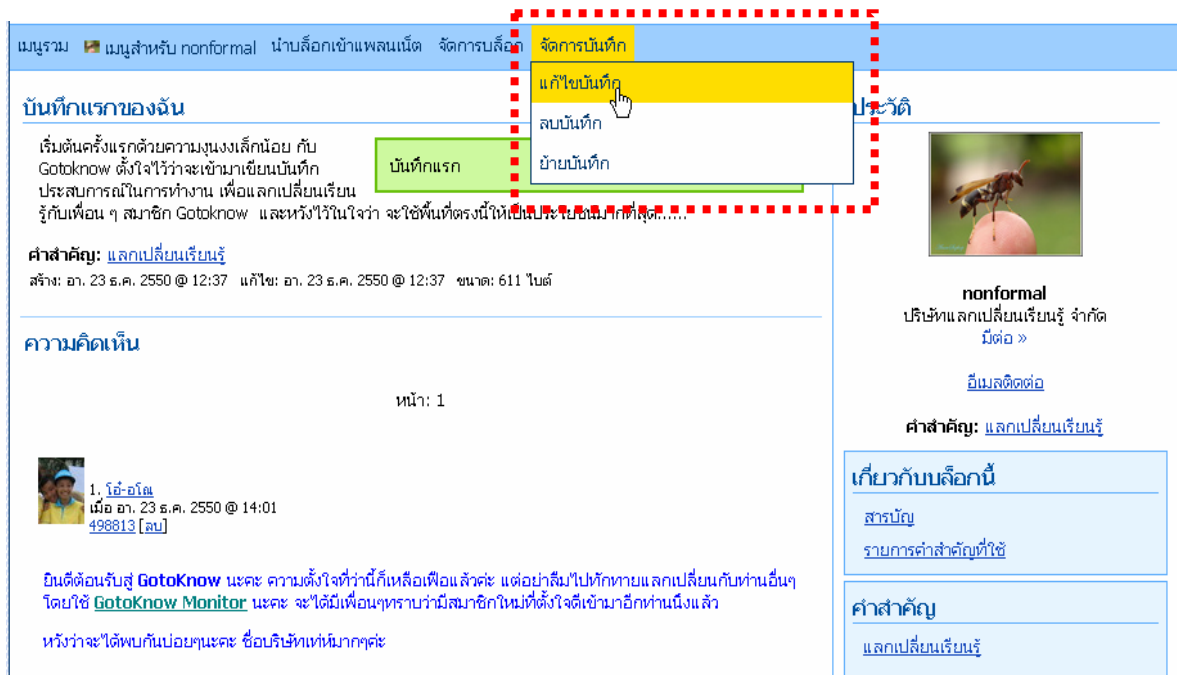 เมนูรวม เมนูสำหรับ nonformal นำบล็อกเข้าแพลนเน็ต จัดการบล็อก จัดการบันทึก
แก้ไขบันทึก
ลบบันทึก
ย้ายบันทึก
บันทึกแรกของฉัน
เริ่มต้นครั้งแรกด้วยความงุนงงเล็กน้อย กับ
Gotoknow ตั้งใจไว้ว่าจะเข้ามาเขียนบันทึก
ประสบการณ์ในการทำงาน เพื่อแลกเปลี่ยนเรียน
รู้กับเพื่อน ๆ สมาชิก Gotoknow และหวังไว้ในใจว่า จะใช้พื้นที่ตรงนี้ให้เป็นประโยชน์มากที่สุด......
บันทึกแรก
คำสำคัญ: แลกเปลี่ยนเรียนรู้
สร้าง: อา. 23 ธ.ค. 2550 @ 12:37 แก้ไข: อา. 23 ธ.ค. 2550 @ 12:37 ขนาด: 611 ไบต์
ความคิดเห็น
หน้า: 1
1. โอ๋-อโณ
เมื่อ อา. 23 ธ.ค. 2550 @ 14:01
498813 [ลบ]
ยินดีต้อนรับสู่ GotoKnow นะคะ ความตั้งใจที่ว่านี้ก็เหลือเฟือแล้วค่ะ แต่อย่าลืมไปทักทายแลกเปลี่ยนกับท่านอื่นๆ
โดยใช้ GotoKnow Monitor นะคะ จะได้มีเพื่อนๆทราบว่ามีสมาชิกใหม่ที่ตั้งใจดีเข้ามาอีกท่านนึงแล้ว
หวังว่าจะได้พบกันบ่อยๆนะคะ ชื่อบริษัทเท่ห์มากๆค่ะ
ประวัติ
nonformal
ปริษัทแลกเปลี่ยนเรียนรู้ จำกัด
มีต่อ »
อีเมลติดต่อ
คำสำคัญ: แลกเปลี่ยนเรียนรู้
เกี่ยวกับบล็อกนี้
สารบัญ
รายการคำสำคัญที่ใช้
คำสำคัญ
แลกเปลี่ยนเรียนรู้